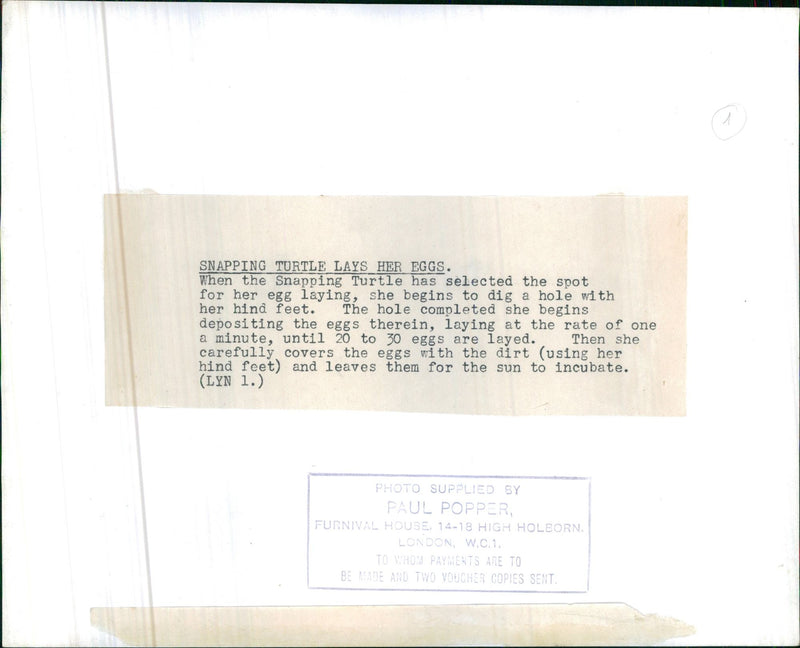 1
SNAPPING TURTLE LAYS HER EGGS.
When the Snapping Turtle has selected the spot
for her egg laying, she begins to dig a hole with
her hind feet. The hole completed she begins
depositing the eggs therein, laying at the rate of one
a minute, until 20 to 30 eggs are layed. Then she
carefully covers the eggs with the dirt (using her
hind feet) and leaves them for the sun to incubate.
(LYN 1.)
PHOTO SUPPLIED BY
PAUL POPPER,
FURNIVAL HOUSE, 14-18 HIGH HOLBORN.
LONDON, W.C.1.
TO WHOM PAYMENTS ARE TO
BE MADE AND TWO VOUCHER COPIES SENT.